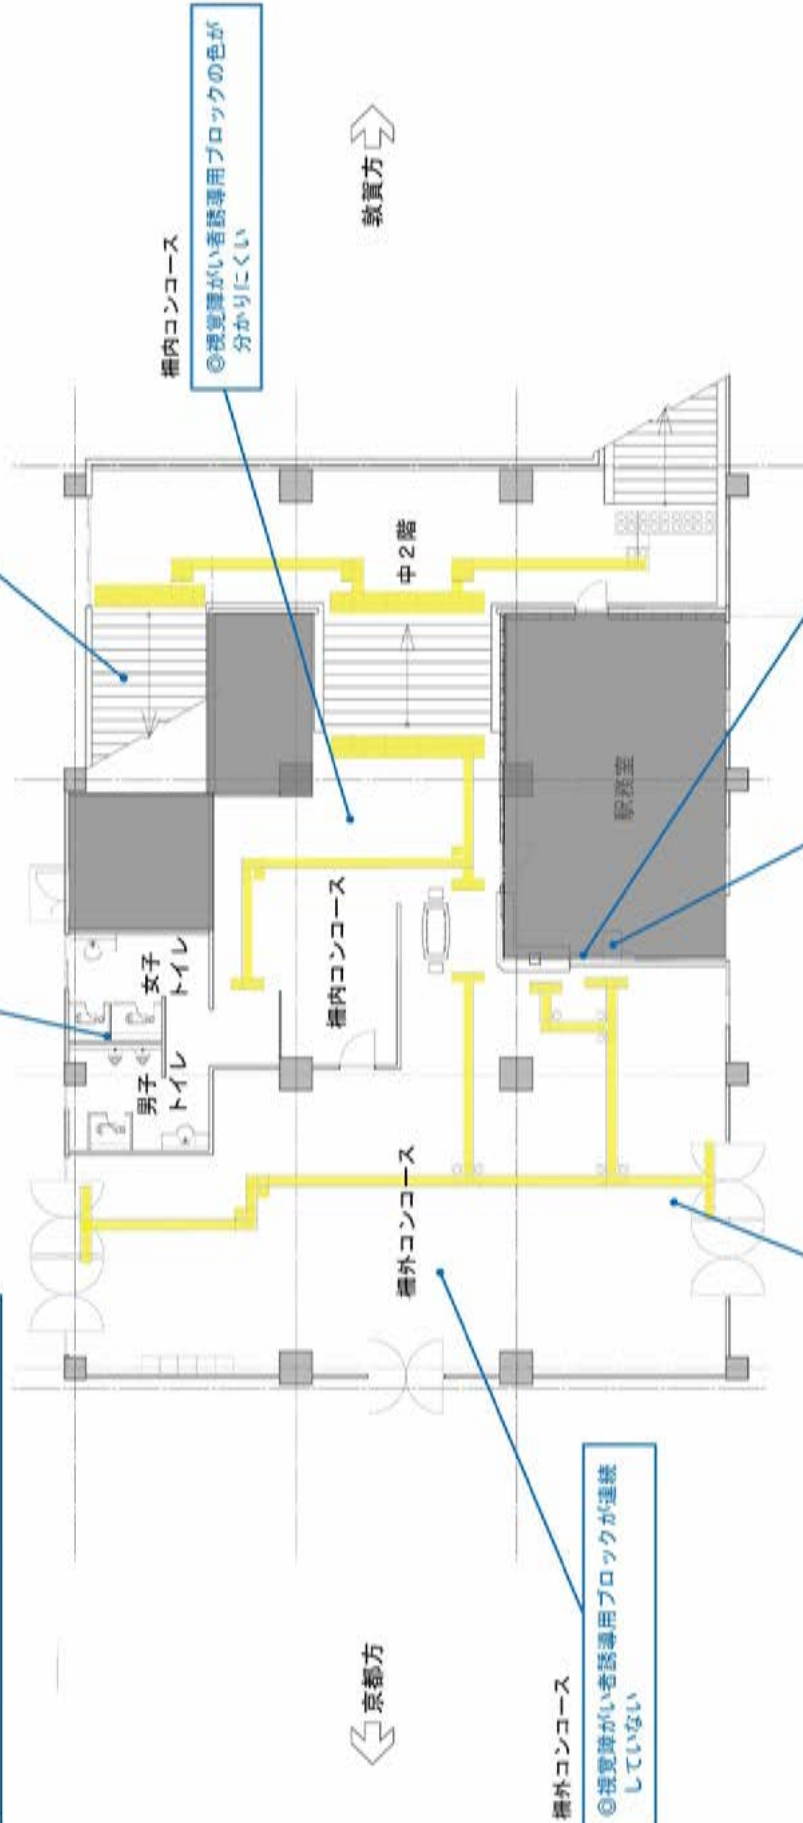 柵内コンコース
◎視覚障がい者誘導用ブロックの色が
分かりにくい
敦賀方
中2階
駅務室
女子
トイレ
男子
トイレ
柵内コンコース
柵外コンコース
京都方
柵外コンコース
◎視覚障がい者誘導用ブロックが連続
していない